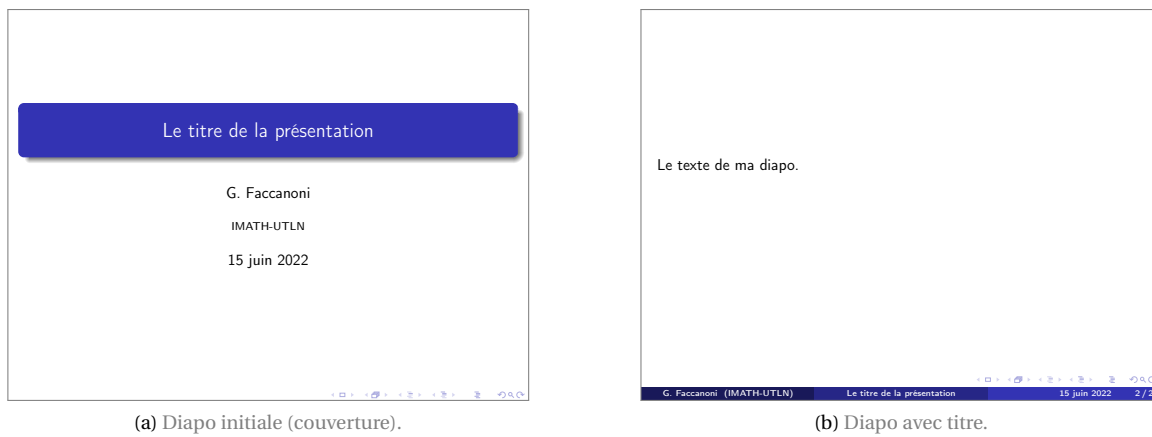 Le titre de la présentation
G. Faccanoni
IMATH-UTLN
15 juin 2022
(a) Diapo initiale (couverture).
Le texte de ma diapo.
G. Faccanoni (IMATH-UTLN) Le titre de la présentation 15 juin 2022 2 / 2
(b) Diapo avec titre.